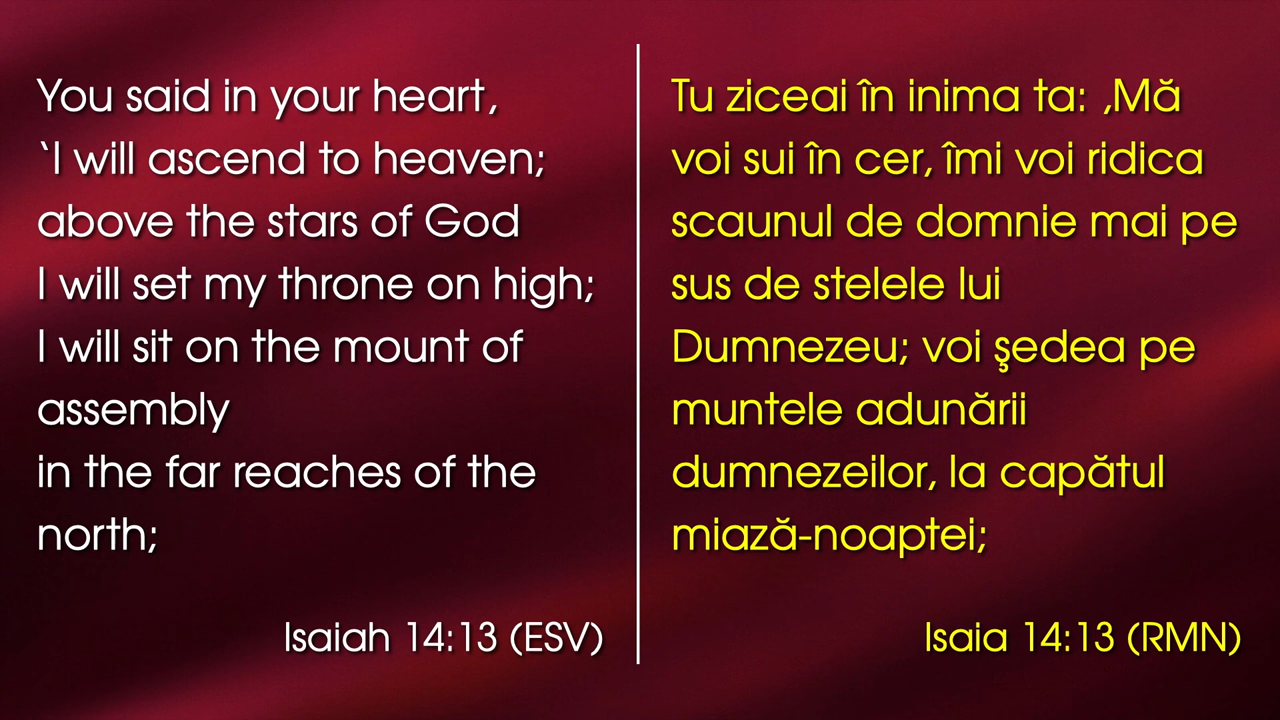 You said in your heart,
‘I will ascend to heaven;
above the stars of God
I will set my throne on high;
I will sit on the mount of
assembly
in the far reaches of the
north;
Isaiah 14:13 (ESV)
Tu ziceai în inima ta: ‚Mă
voi sui în cer, îmi voi ridica
scaunul de domnie mai pe
sus de stelele lui
Dumnezeu; voi şedea pe
muntele adunării
dumnezeilor, la capătul
miază-noaptei;
Isaia 14:13 (RMN)